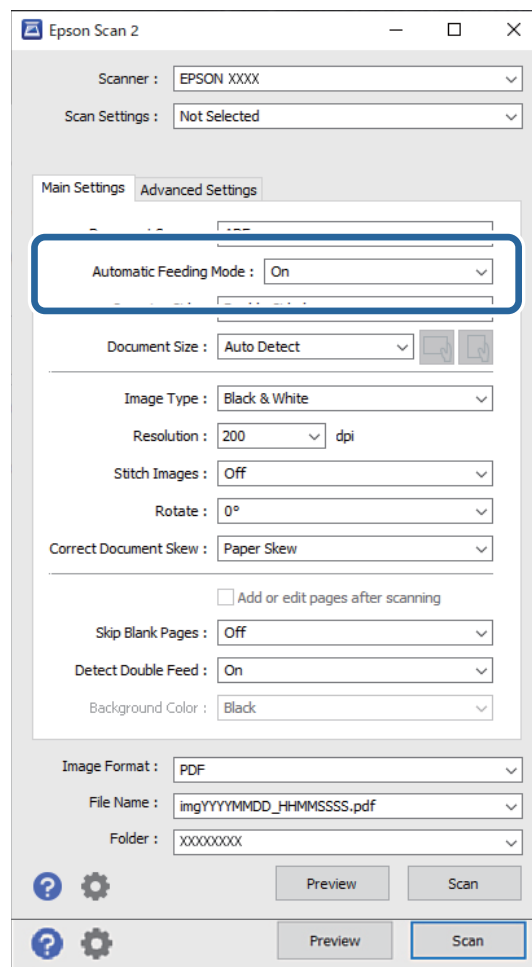 Epson Scan 2
Scanner : EPSON XXXX
Scan Settings : Not Selected
Main Settings Advanced Settings
Automatic Feeding Mode : On
Document Size : Auto Detect
Image Type : Black & White
Resolution : 200 dpi
Stitch Images : Off
Rotate : 0°
Correct Document Skew : Paper Skew
Add or edit pages after scanning
Skip Blank Pages : Off
Detect Double Feed : On
Background Color : Black
Image Format : PDF
File Name : imgYYYYMMDD_HHMMSSSS.pdf
Folder : XXXXXXXX
Preview Scan
Preview Scan